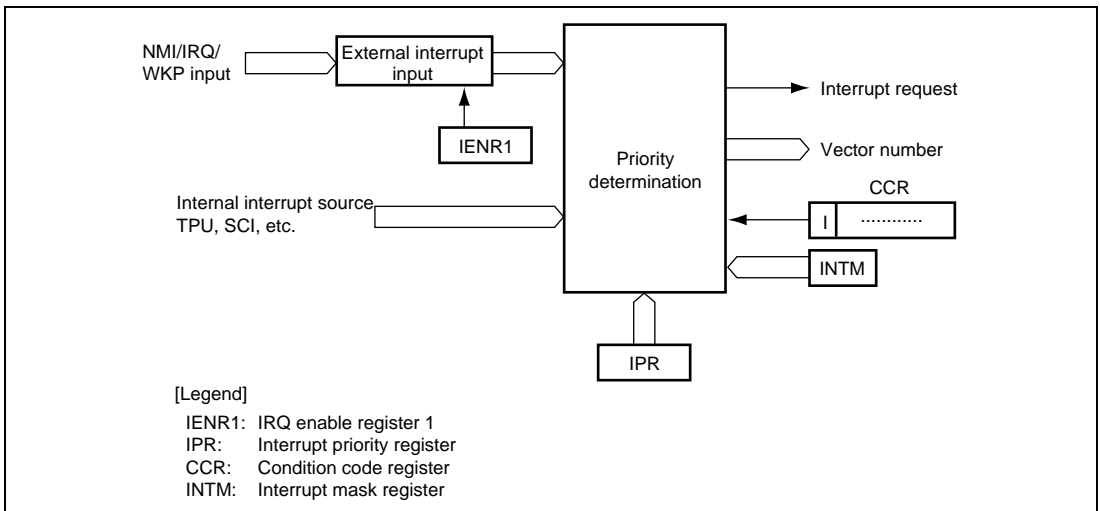 NMI/IRQ/
WKP input
External interrupt
input
IENR1
Internal interrupt source
TPU, SCI, etc.
Priority
determination
Interrupt request
Vector number
CCR
I ............
INTM
IPR
[Legend]
IENR1: IRQ enable register 1
IPR: Interrupt priority register
CCR: Condition code register
INTM: Interrupt mask register